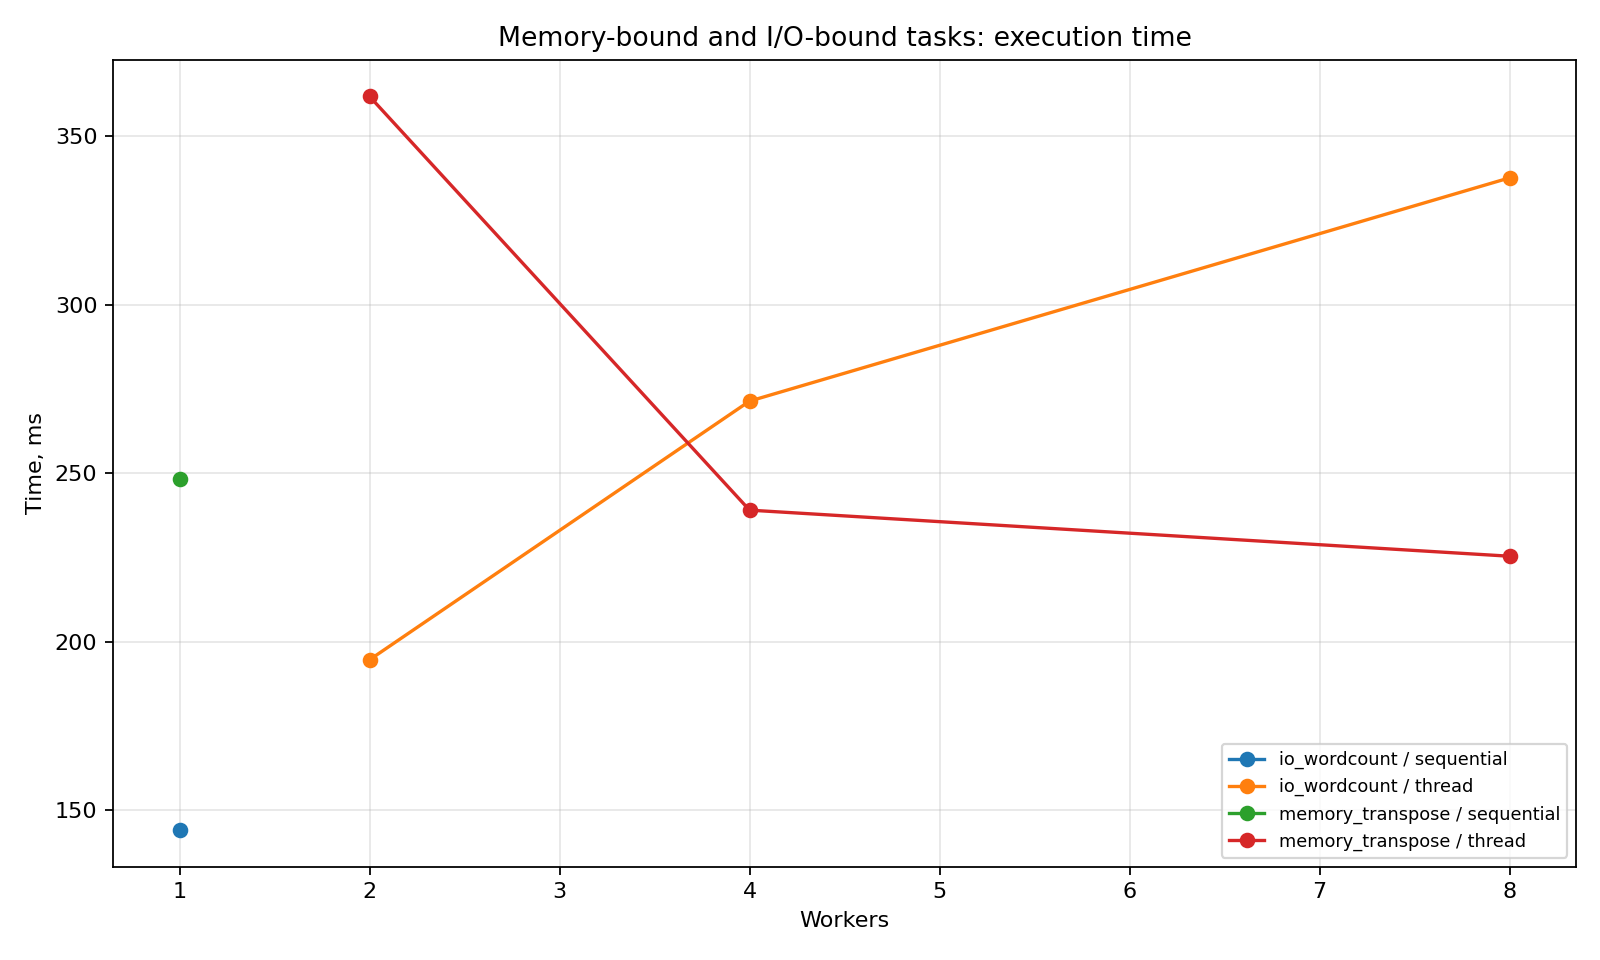 Memory-bound and I/O-bound tasks: execution time
350
300
250
200
150
Time, ms
1 2 3 4 5 6 7 8
Workers
io_wordcount / sequential
io_wordcount / thread
memory_transpose / sequential
memory_transpose / thread